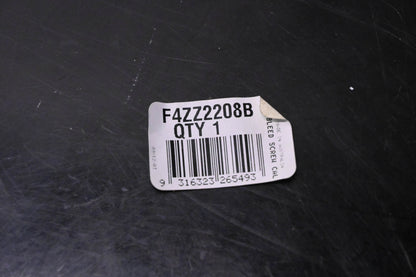 F4ZZ2208B
QTY 1
9 316323 265493
BLEED SCREW CAL